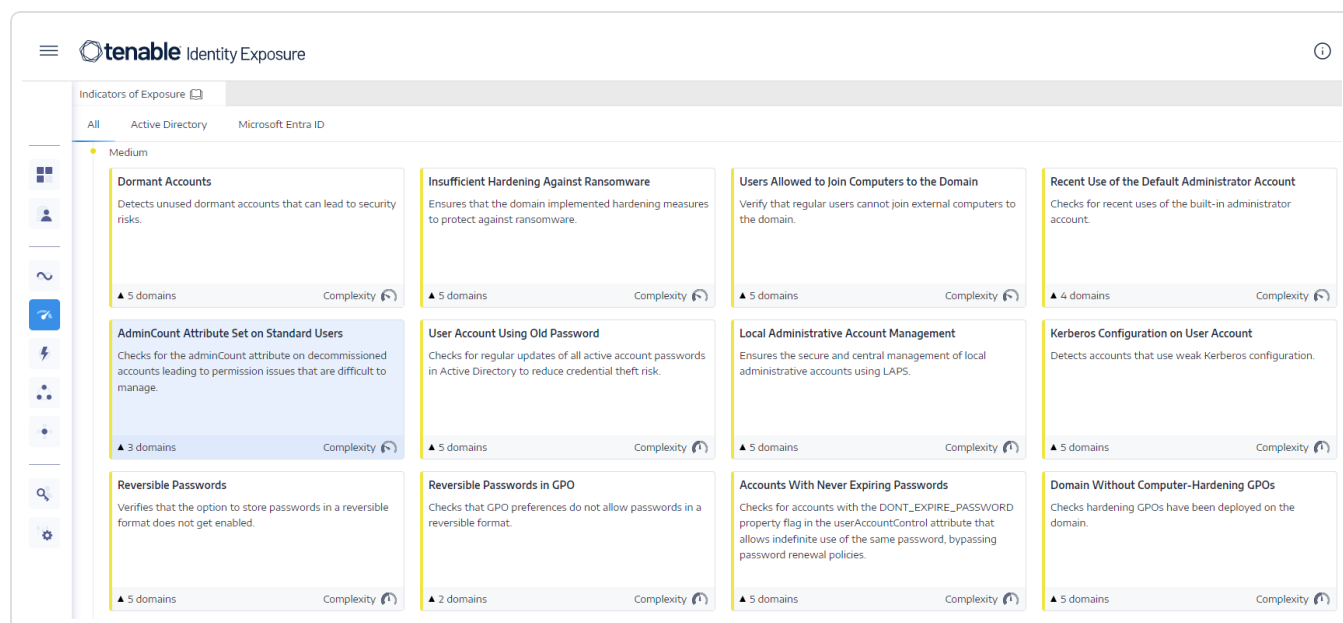 tenable Identity Exposure
Indicators of Exposure
All
Active Directory
Microsoft Entra ID
Medium
Dormant Accounts
Detects unused dormant accounts that can lead to security
risks.
5 domains
Complexity
Insufficient Hardening Against Ransomware
Ensures that the domain implemented hardening measures
to protect against ransomware.
5 domains
Complexity
Users Allowed to Join Computers to the Domain
Verify that regular users cannot join external computers to
the domain.
5 domains
Complexity
Recent Use of the Default Administrator Account
Checks for recent uses of the built-in administrator
account.
4 domains
Complexity
AdminCount Attribute Set on Standard Users
Checks for the adminCount attribute on decommissioned
accounts leading to permission issues that are difficult to
manage.
3 domains
Complexity
User Account Using Old Password
Checks for regular updates of all active account passwords
in Active Directory to reduce credential theft risk.
5 domains
Complexity
Local Administrative Account Management
Ensures the secure and central management of local
administrative accounts using LAPS.
5 domains
Complexity
Kerberos Configuration on User Account
Detects accounts that use weak Kerberos configuration.
5 domains
Complexity
Reversible Passwords
Verifies that the option to store passwords in a reversible
format does not get enabled.
5 domains
Complexity
Reversible Passwords in GPO
Checks that GPO preferences do not allow passwords in a
reversible format.
2 domains
Complexity
Accounts With Never Expiring Passwords
Checks for accounts with the DONT_EXPIRE_PASSWORD
property flag in the userAccountControl attribute that
allows indefinite use of the same password, bypassing
password renewal policies.
5 domains
Complexity
Domain Without Computer-Hardening GPOs
Checks hardening GPOs have been deployed on the
domain.
5 domains
Complexity